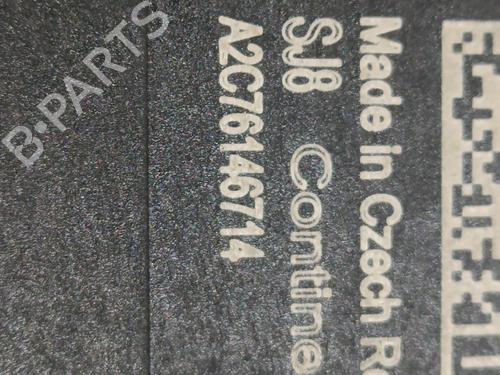 Made in Czech Re
SJ8 Contine
A2C76146714
B-PARTS